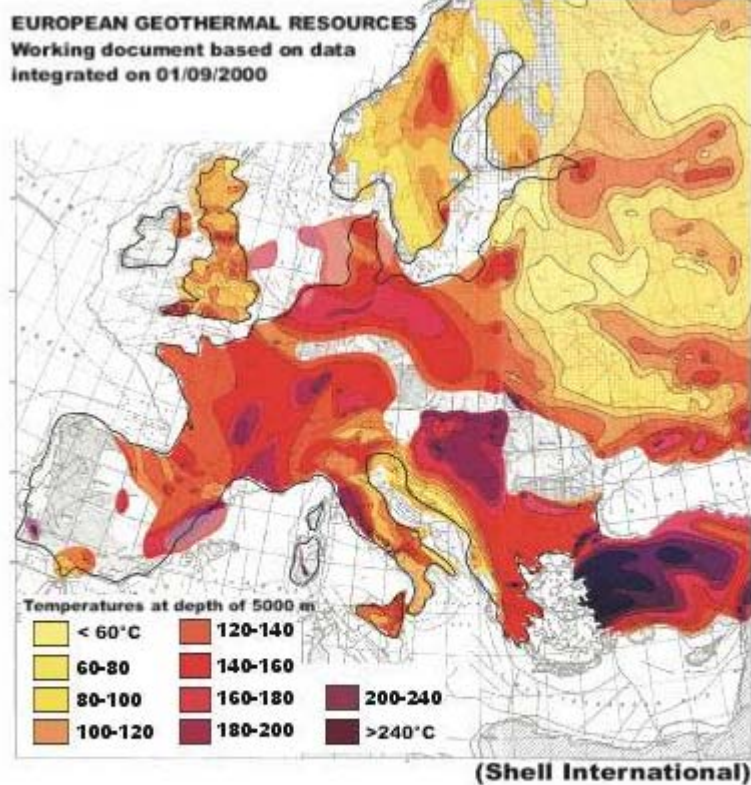 EUROPEAN GEOTHERMAL RESOURCES
Working document based on data
integrated on 01/09/2000
Temperatures at depth of 5000 m
< 60°C
60-80
80-100
100-120
120-140
140-160
160-180
180-200
200-240
>240°C
(Shell International)